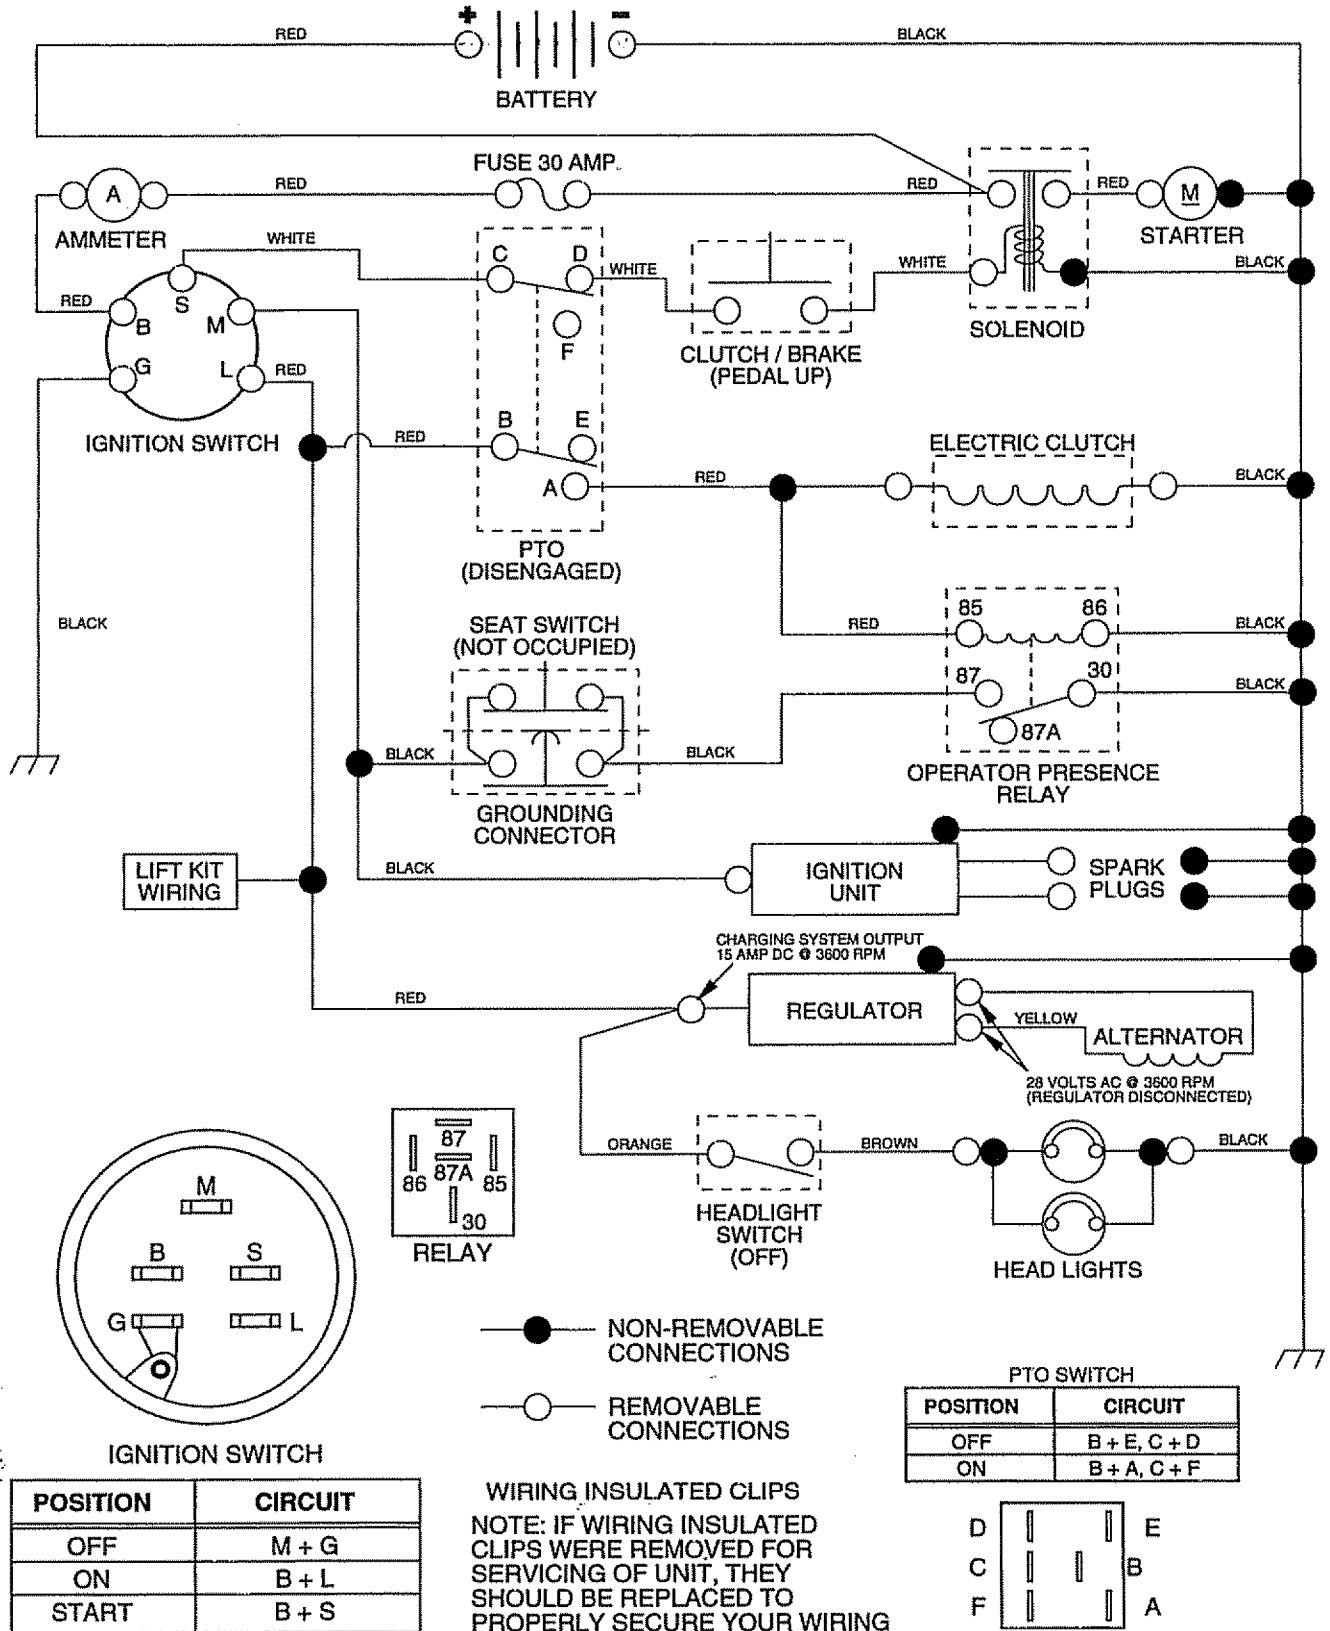 + -
RED BLACK
BATTERY
FUSE 30 AMP.
A RED RED RED M
AMMETER STARTER
WHITE
C D WHITE WHITE BLACK
RED S
B M
F SOLENOID
CLUTCH / BRAKE
(PEDAL UP)
G L RED
IGNITION SWITCH RED B E ELECTRIC CLUTCH
A RED BLACK
PTO
(DISENGAGED)
BLACK
SEAT SWITCH
(NOT OCCUPIED)
85 86
RED BLACK
87 30 BLACK
87A
BLACK BLACK
OPERATOR PRESENCE
RELAY
GROUNDING
CONNECTOR
LIFT KIT
WIRING
BLACK
IGNITION
UNIT
SPARK
PLUGS
CHARGING SYSTEM OUTPUT
15 AMP DC @ 3600 RPM
RED REGULATOR
YELLOW
ALTERNATOR
28 VOLTS AC @ 3600 RPM
(REGULATOR DISCONNECTED)
ORANGE BROWN BLACK
HEADLIGHT
SWITCH
(OFF)
HEAD LIGHTS
87
86 87A 85
30
RELAY
M
B S
G L
IGNITION SWITCH
NON-REMOVABLE
CONNECTIONS
REMOVABLE
CONNECTIONS
PTO SWITCH
POSITION CIRCUIT
OFF B + E, C + D
ON B + A, C + F
POSITION CIRCUIT
OFF M + G
ON B + L
START B + S
WIRING INSULATED CLIPS
NOTE: IF WIRING INSULATED
CLIPS WERE REMOVED FOR
SERVICING OF UNIT, THEY
SHOULD BE REPLACED TO
PROPERLY SECURE YOUR WIRING
D E
C B
F A